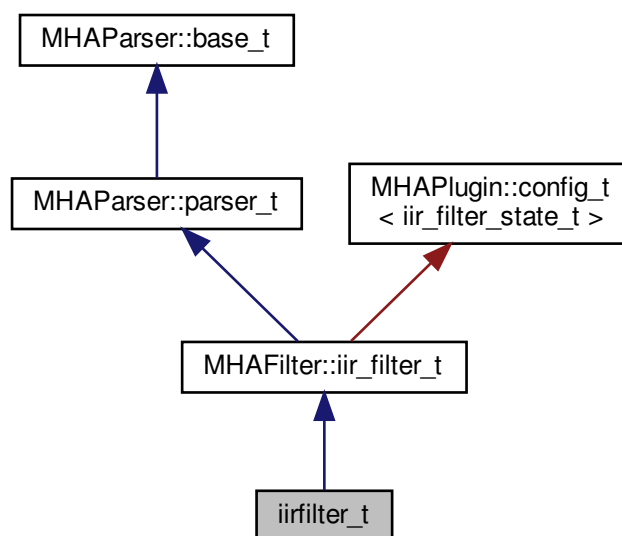 MHAParser::base_t
MHAParser::parser_t
MHAPlugin::config_t
< iir_filter_state_t >
MHAFilter::iir_filter_t
iirfilter_t